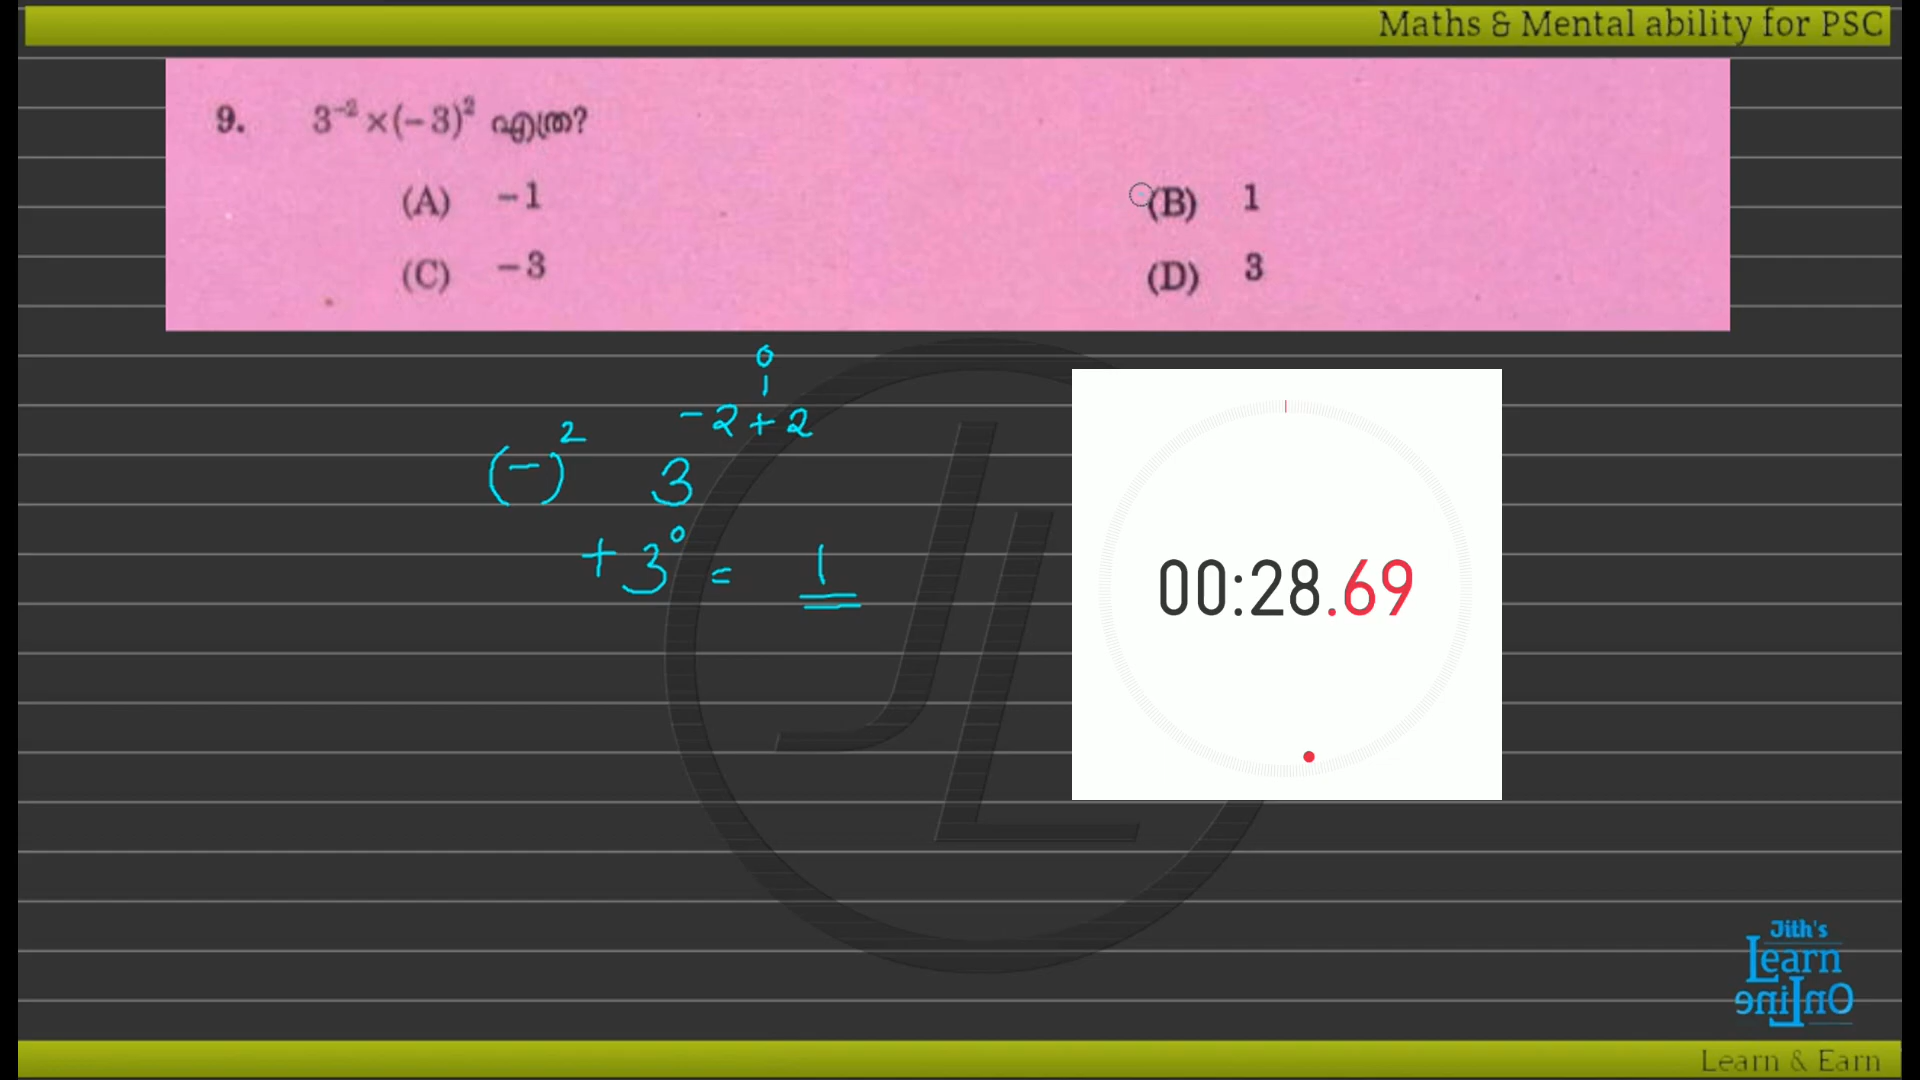 Maths & Mental ability for PSC
9. 3⁻² × (−3)² എത്ര?
(A) −1
(B) 1
(C) −3
(D) 3
0
−2+2
(−)² 3
+3⁰ = 1
00:28.69
JL
Jith's
Learn
OnLine
Learn & Earn